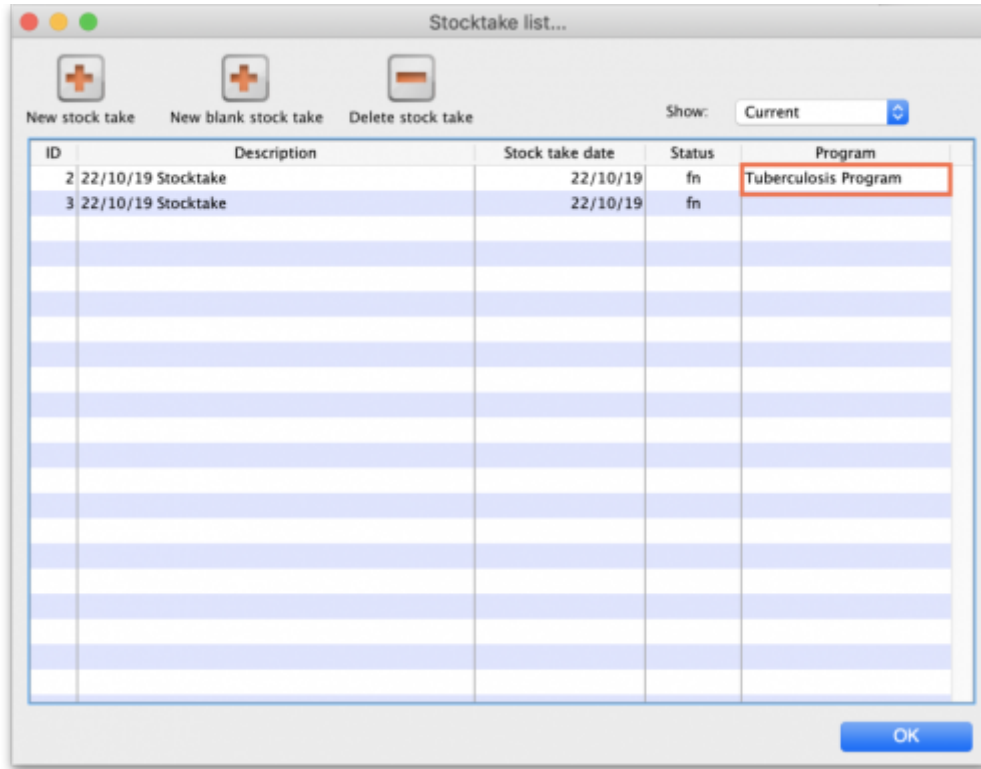 Stocktake list...
New stock take New blank stock take Delete stock take Show: Current
ID Description Stock take date Status Program
2 22/10/19 Stocktake 22/10/19 fn Tuberculosis Program
3 22/10/19 Stocktake 22/10/19 fn
OK